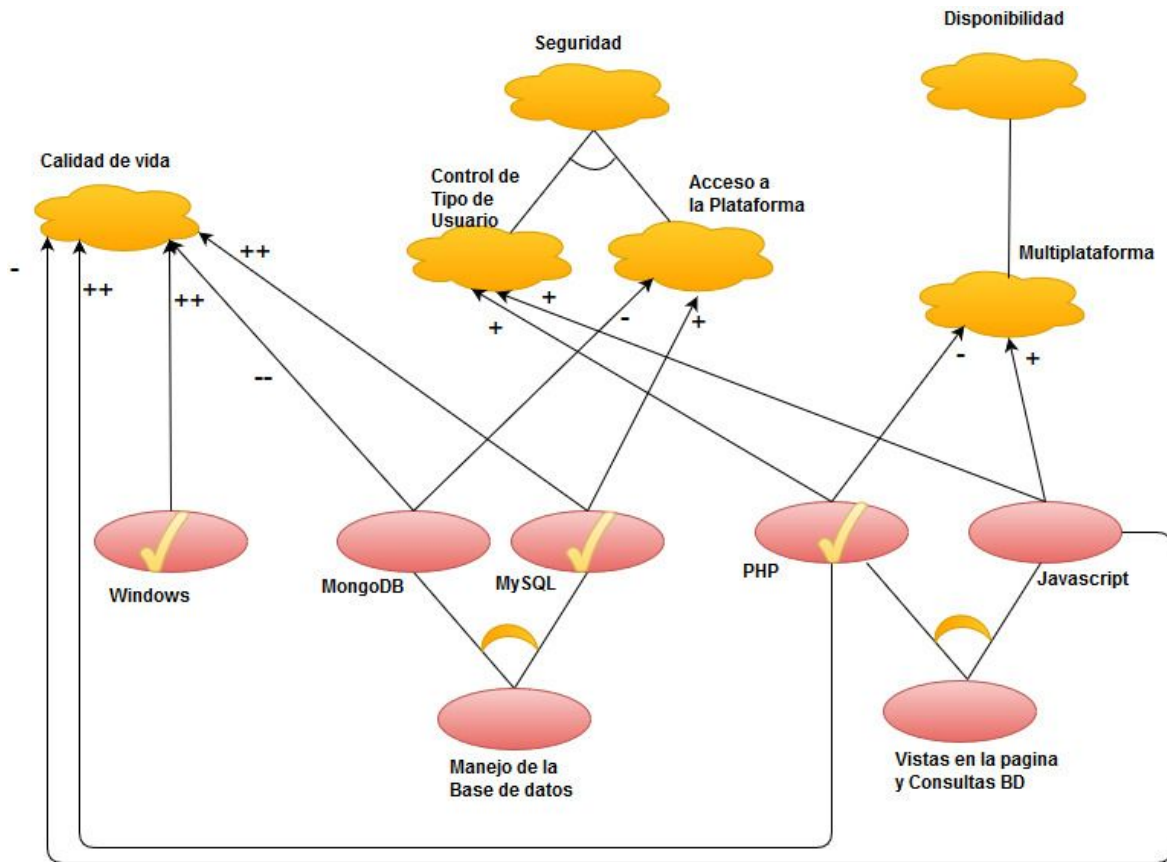 Disponibilidad
Seguridad
Calidad de vida
Control de
Tipo de
Usuario
Acceso a
la Plataforma
Multiplataforma
-
++
++
++
--
+
+
-
+
-
+
Windows
MongoDB
MySQL
PHP
Javascript
Manejo de la
Base de datos
Vistas en la pagina
y Consultas BD